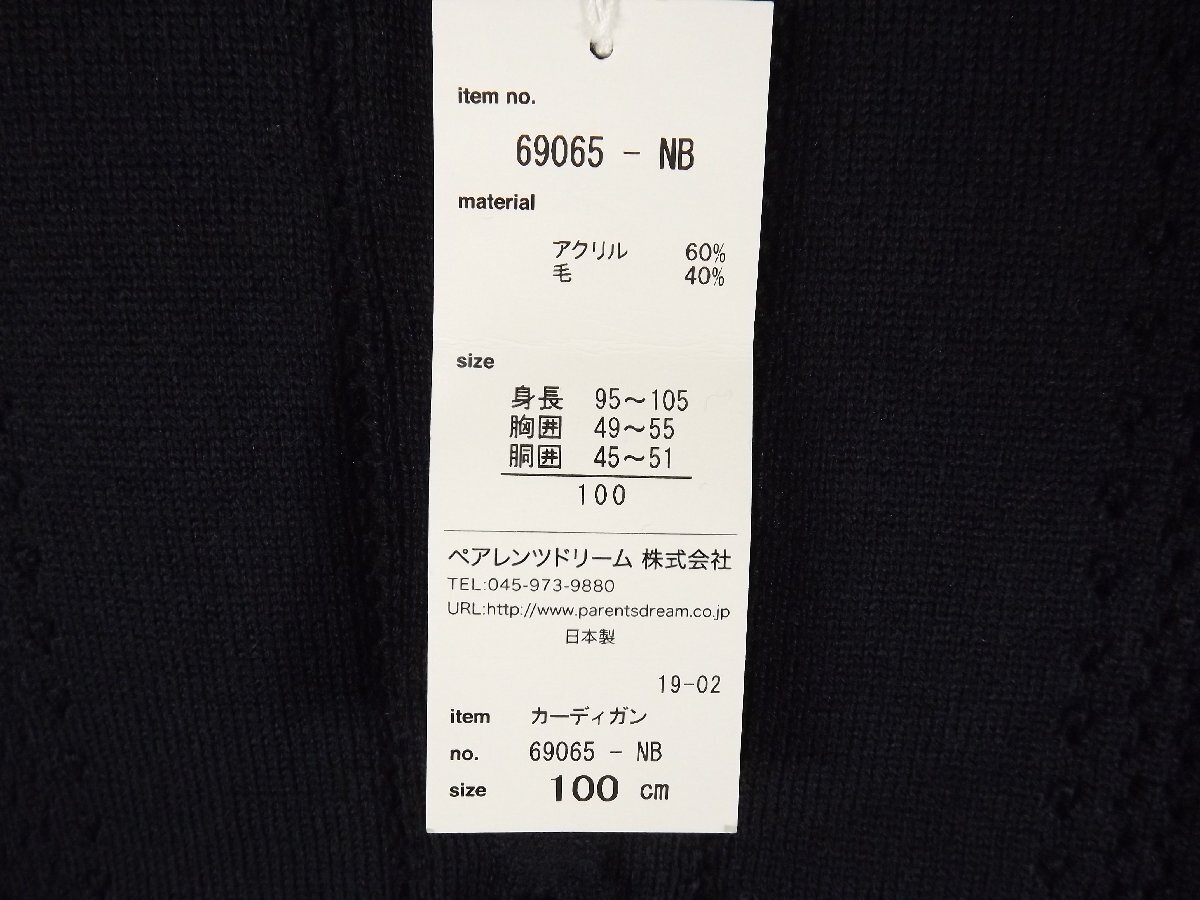 item no.
69065 - NB
material
アクリル 60%
毛 40%
size
身長 95～105
胸囲 49～55
胴囲 45～51
100
ペアレンツドリーム 株式会社
TEL:045-973-9880
URL:http://www.parentsdream.co.jp
日本製
19-02
item カーディガン
no. 69065 - NB
size 100 cm